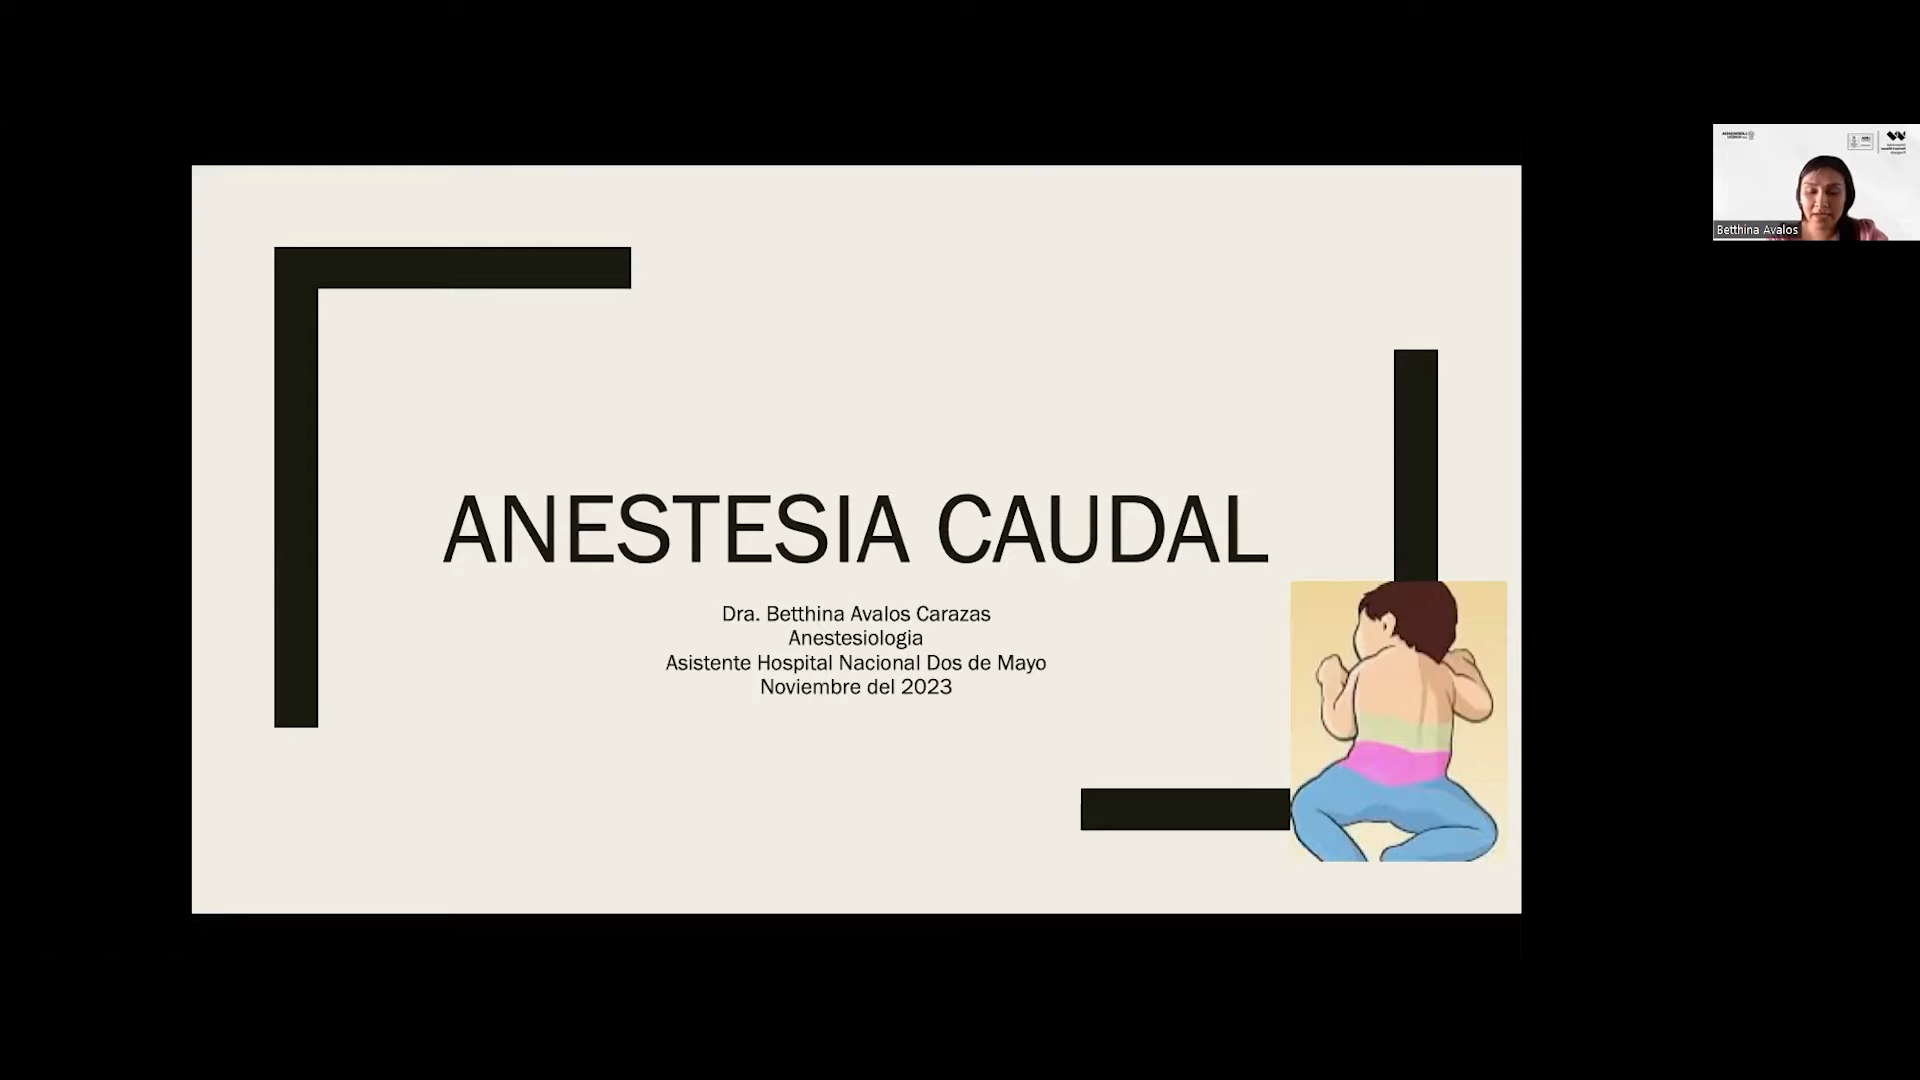 ANESTESIA CAUDAL
Dra. Betthina Avalos Carazas
Anestesiologia
Asistente Hospital Nacional Dos de Mayo
Noviembre del 2023
Betthina Avalos